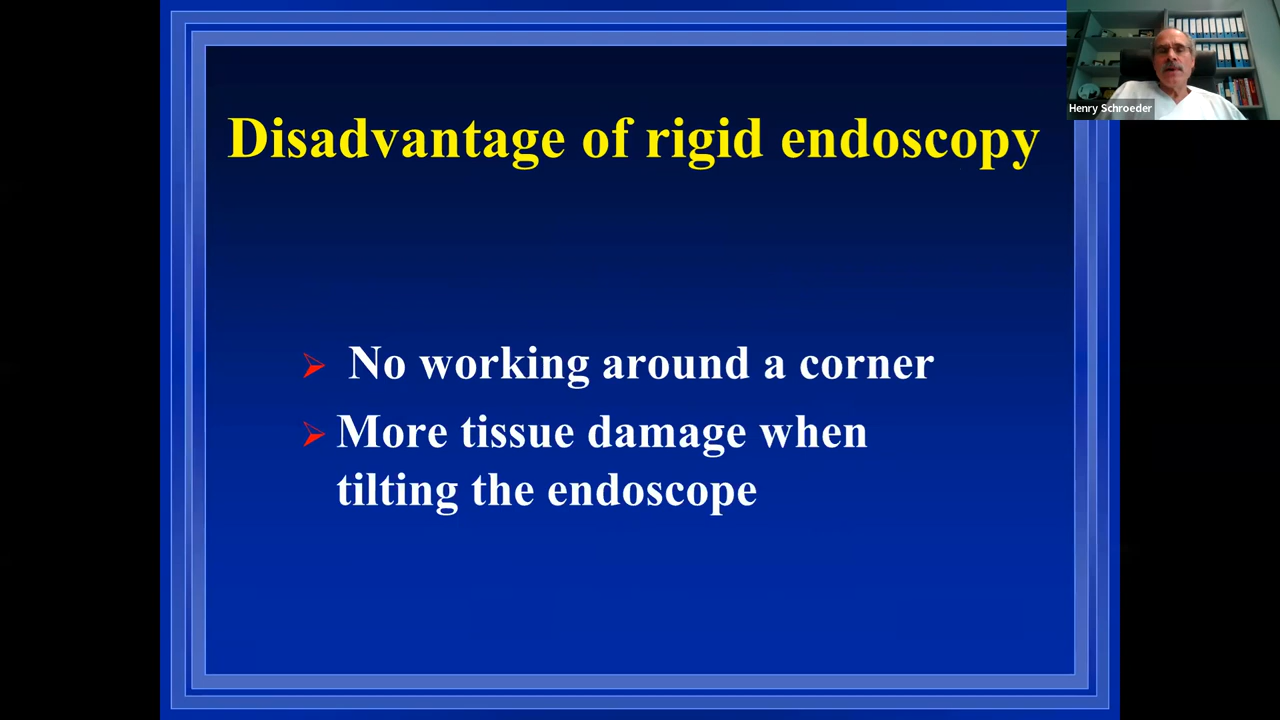 Disadvantage of rigid endoscopy
No working around a corner
More tissue damage when
tilting the endoscope
Henry Schroeder